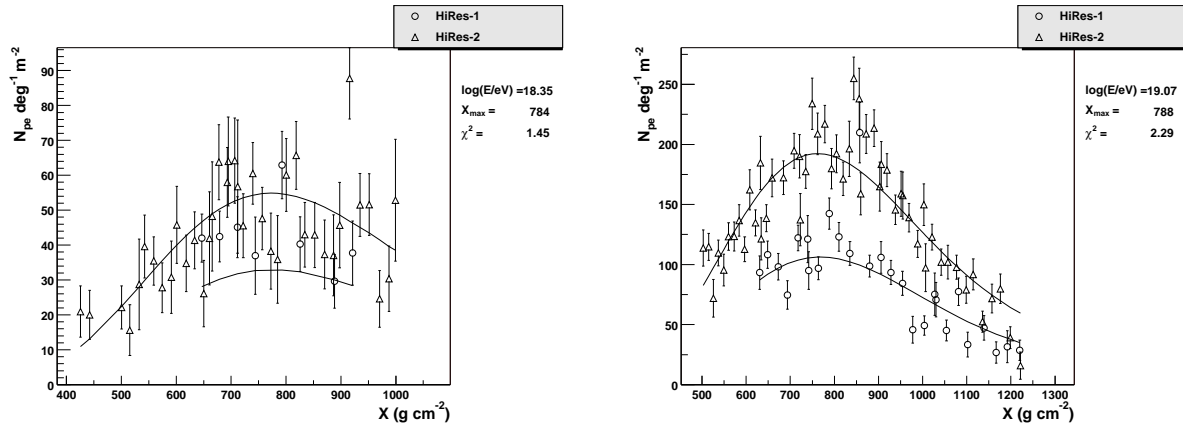 HiRes-1
HiRes-2
N_pe deg^-1 m^-2
90
80
70
60
50
40
30
20
10
0
400 500 600 700 800 900 1000
X (g cm^-2)
log(E/eV) =18.35
X_max = 784
χ^2 = 1.45
HiRes-1
HiRes-2
N_pe deg^-1 m^-2
250
200
150
100
50
0
500 600 700 800 900 1000 1100 1200 1300
X (g cm^-2)
log(E/eV) =19.07
X_max = 788
χ^2 = 2.29